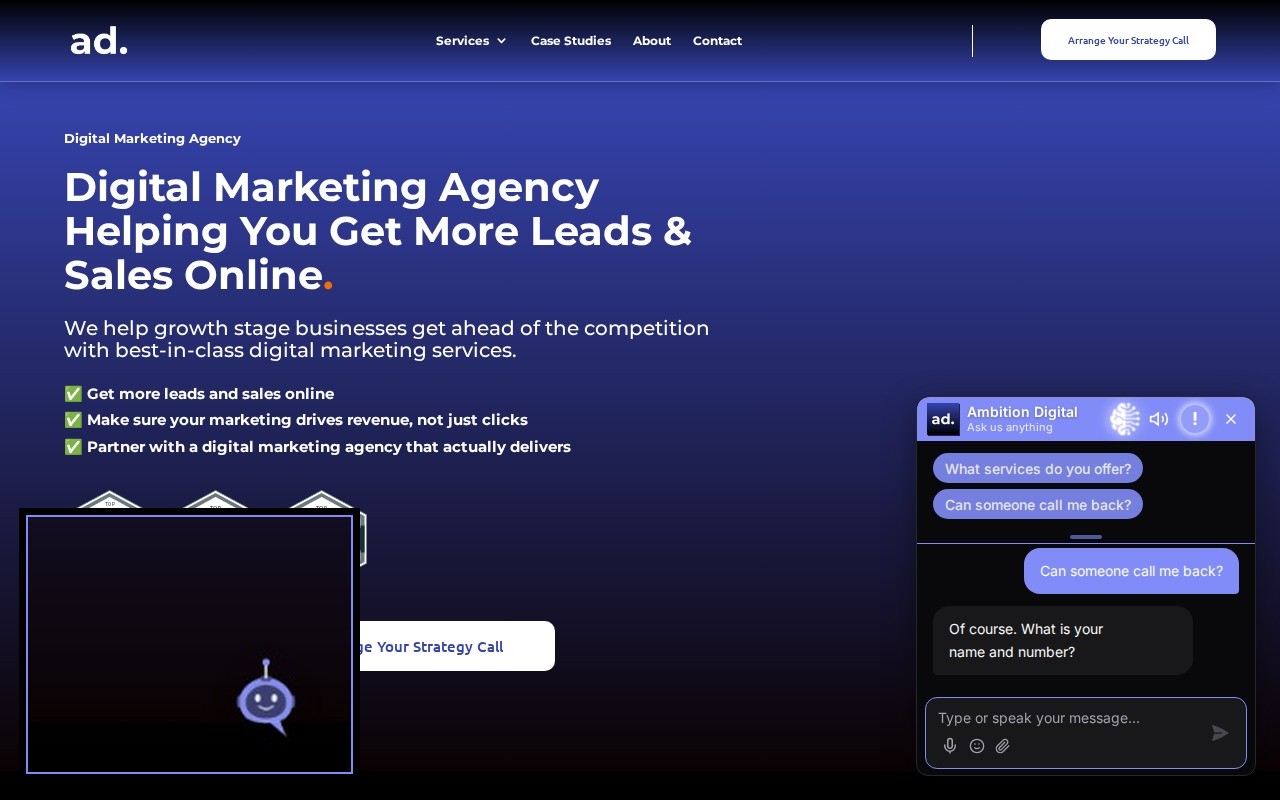 ad.
Services
Case Studies
About
Contact
Arrange Your Strategy Call
Digital Marketing Agency
Digital Marketing Agency
Helping You Get More Leads &
Sales Online.
We help growth stage businesses get ahead of the competition
with best-in-class digital marketing services.
✅ Get more leads and sales online
✅ Make sure your marketing drives revenue, not just clicks
✅ Partner with a digital marketing agency that actually delivers
TOP
Your Strategy Call
ad.
Ambition Digital
Ask us anything
What services do you offer?
Can someone call me back?
Can someone call me back?
Of course. What is your
name and number?
Type or speak your message...